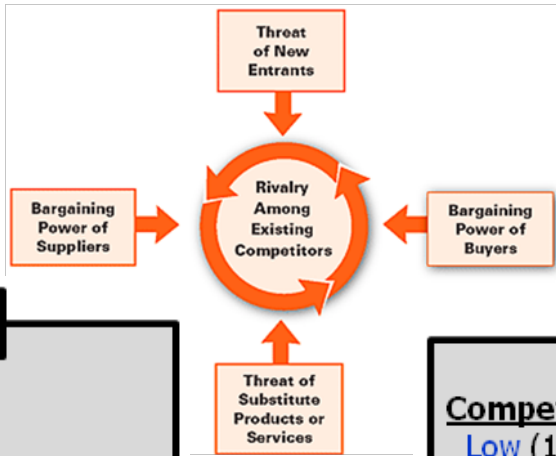 Threat
of New
Entrants
Rivalry
Among
Existing
Competitors
Bargaining
Power of
Suppliers
Bargaining
Power of
Buyers
Threat of
Substitute
Products or
Services
Low (1